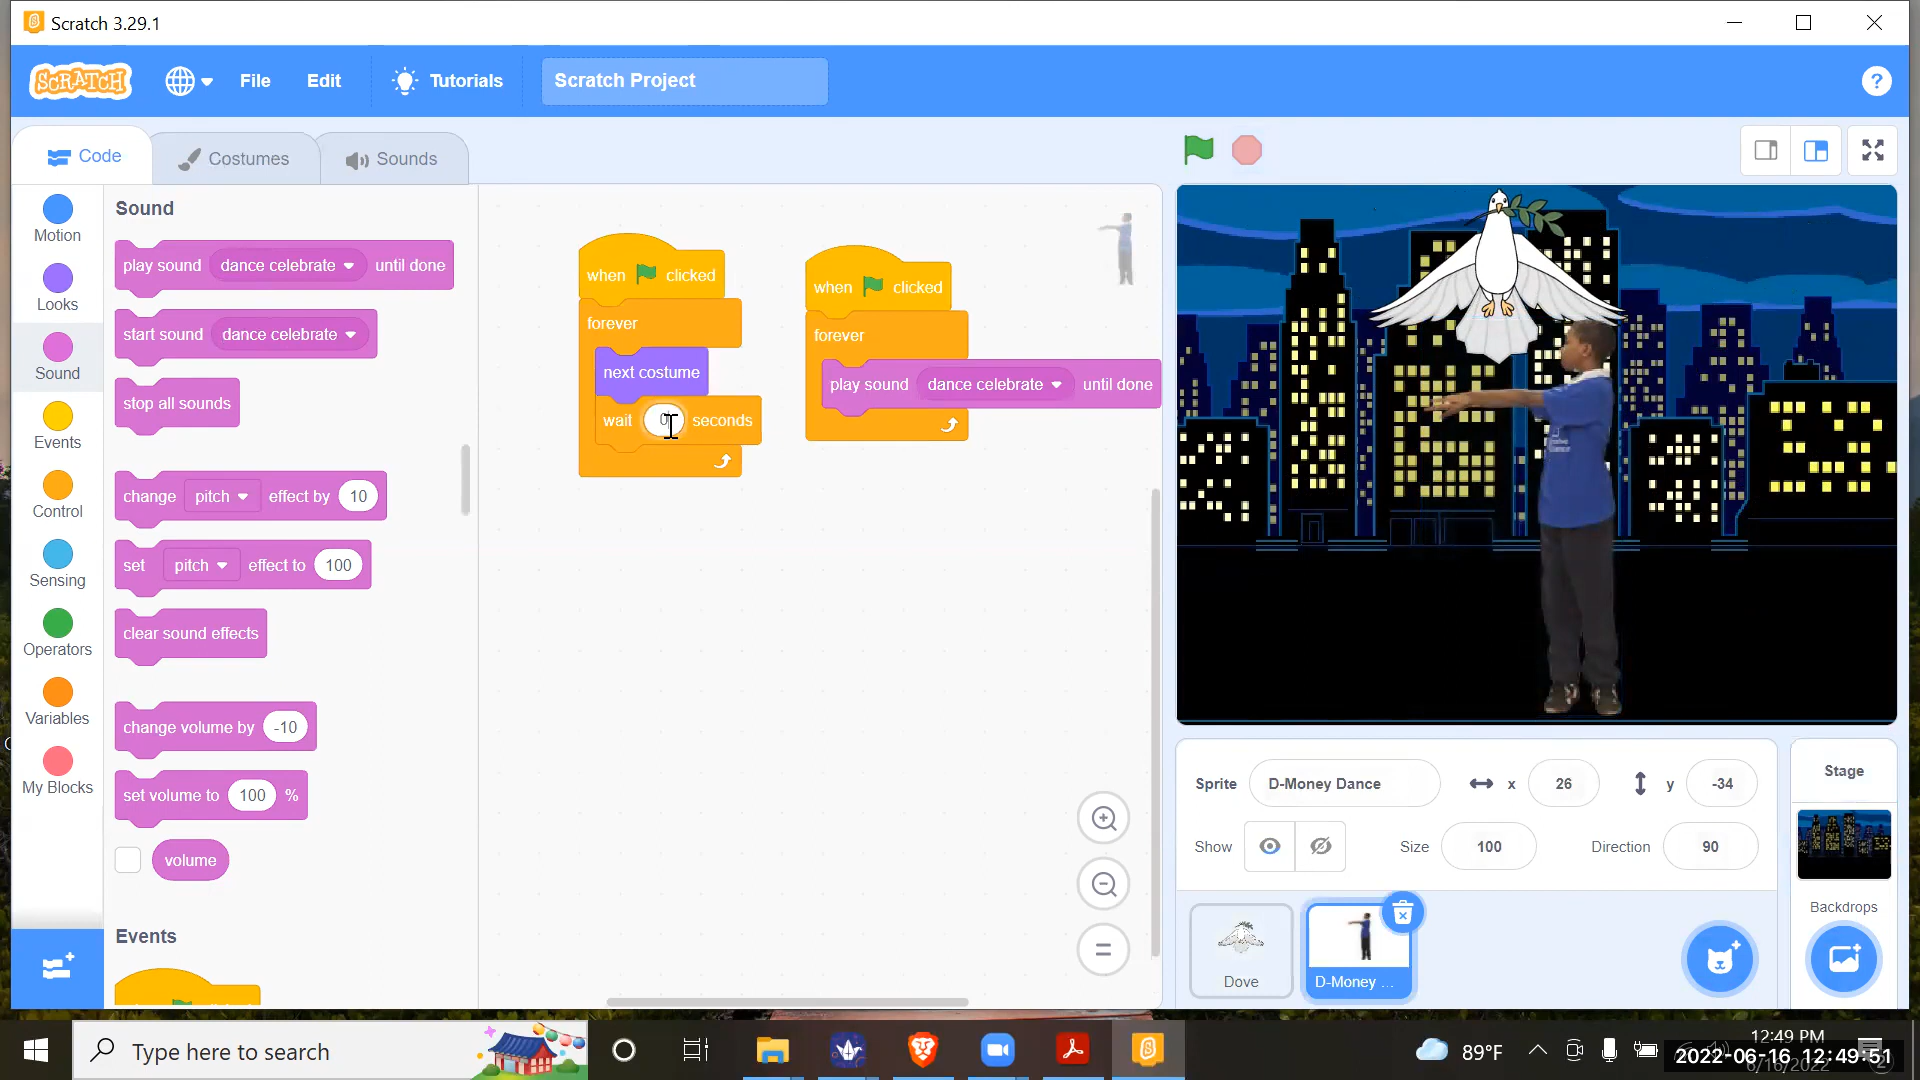 Scratch 3.29.1
SCRATCH
File
Edit
Tutorials
Scratch Project
?
Code
Costumes
Sounds
Motion
Looks
Sound
Events
Control
Sensing
Operators
Variables
My Blocks
Sound
play sound dance celebrate until done
start sound dance celebrate
stop all sounds
change pitch effect by 10
set pitch effect to 100
clear sound effects
change volume by -10
set volume to 100 %
volume
Events
when clicked
forever
next costume
wait 0 seconds
when clicked
forever
play sound dance celebrate until done
Sprite D-Money Dance x 26 y -34
Show Size 100 Direction 90
Dove
D-Money ...
Stage
Backdrops
Type here to search
89°F
12:49 PM
6/16/2022
2022-06-16 12:49:51